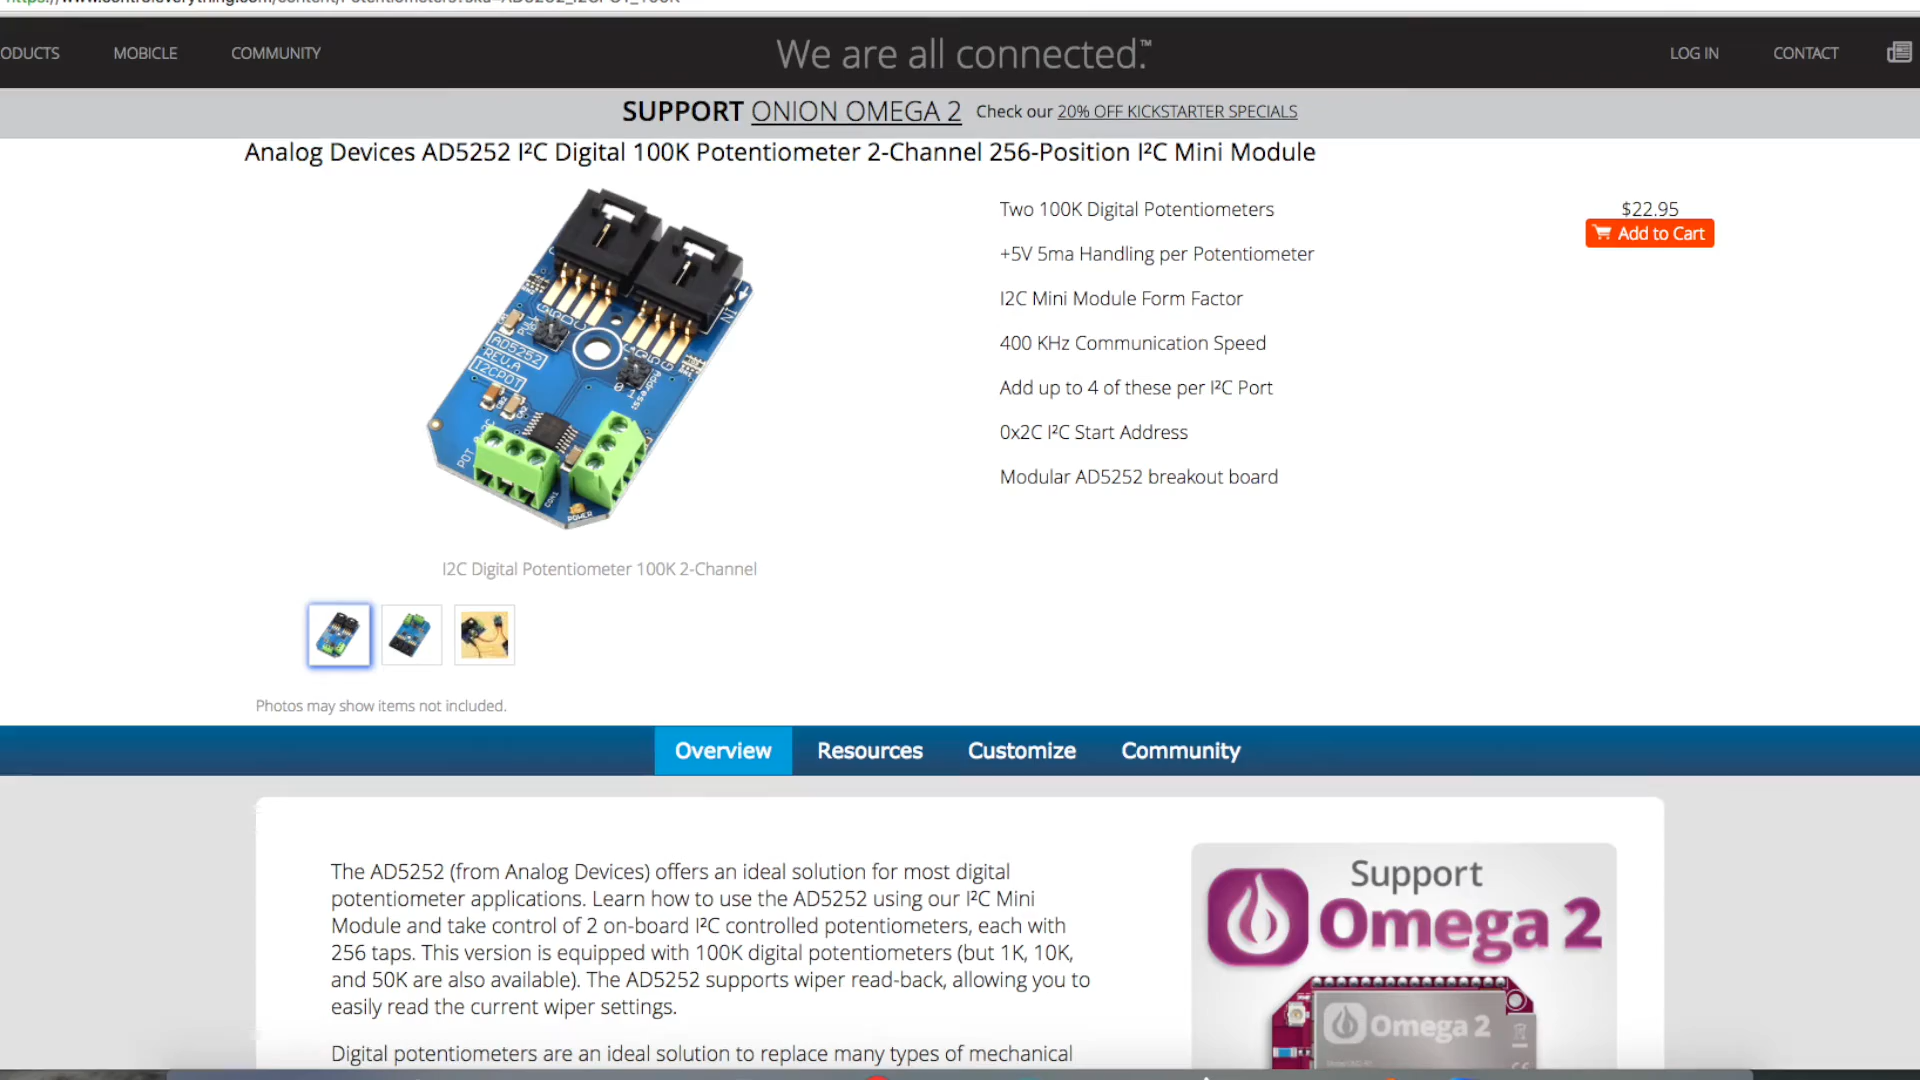 ODUCTS
MOBICLE
COMMUNITY
We are all connected.™
LOG IN
CONTACT
SUPPORT ONION OMEGA 2 Check our 20% OFF KICKSTARTER SPECIALS
Analog Devices AD5252 I²C Digital 100K Potentiometer 2-Channel 256-Position I²C Mini Module
Two 100K Digital Potentiometers
+5V 5ma Handling per Potentiometer
I2C Mini Module Form Factor
400 KHz Communication Speed
Add up to 4 of these per I²C Port
0x2C I²C Start Address
Modular AD5252 breakout board
$22.95
Add to Cart
AD5252
REV.A
I2CPOT
IN
POT
POWER
I2C Digital Potentiometer 100K 2-Channel
Photos may show items not included.
Overview
Resources
Customize
Community
The AD5252 (from Analog Devices) offers an ideal solution for most digital
potentiometer applications. Learn how to use the AD5252 using our I²C Mini
Module and take control of 2 on-board I²C controlled potentiometers, each with
256 taps. This version is equipped with 100K digital potentiometers (but 1K, 10K,
and 50K are also available). The AD5252 supports wiper read-back, allowing you to
easily read the current wiper settings.
Digital potentiometers are an ideal solution to replace many types of mechanical
Support
Omega 2
Omega 2